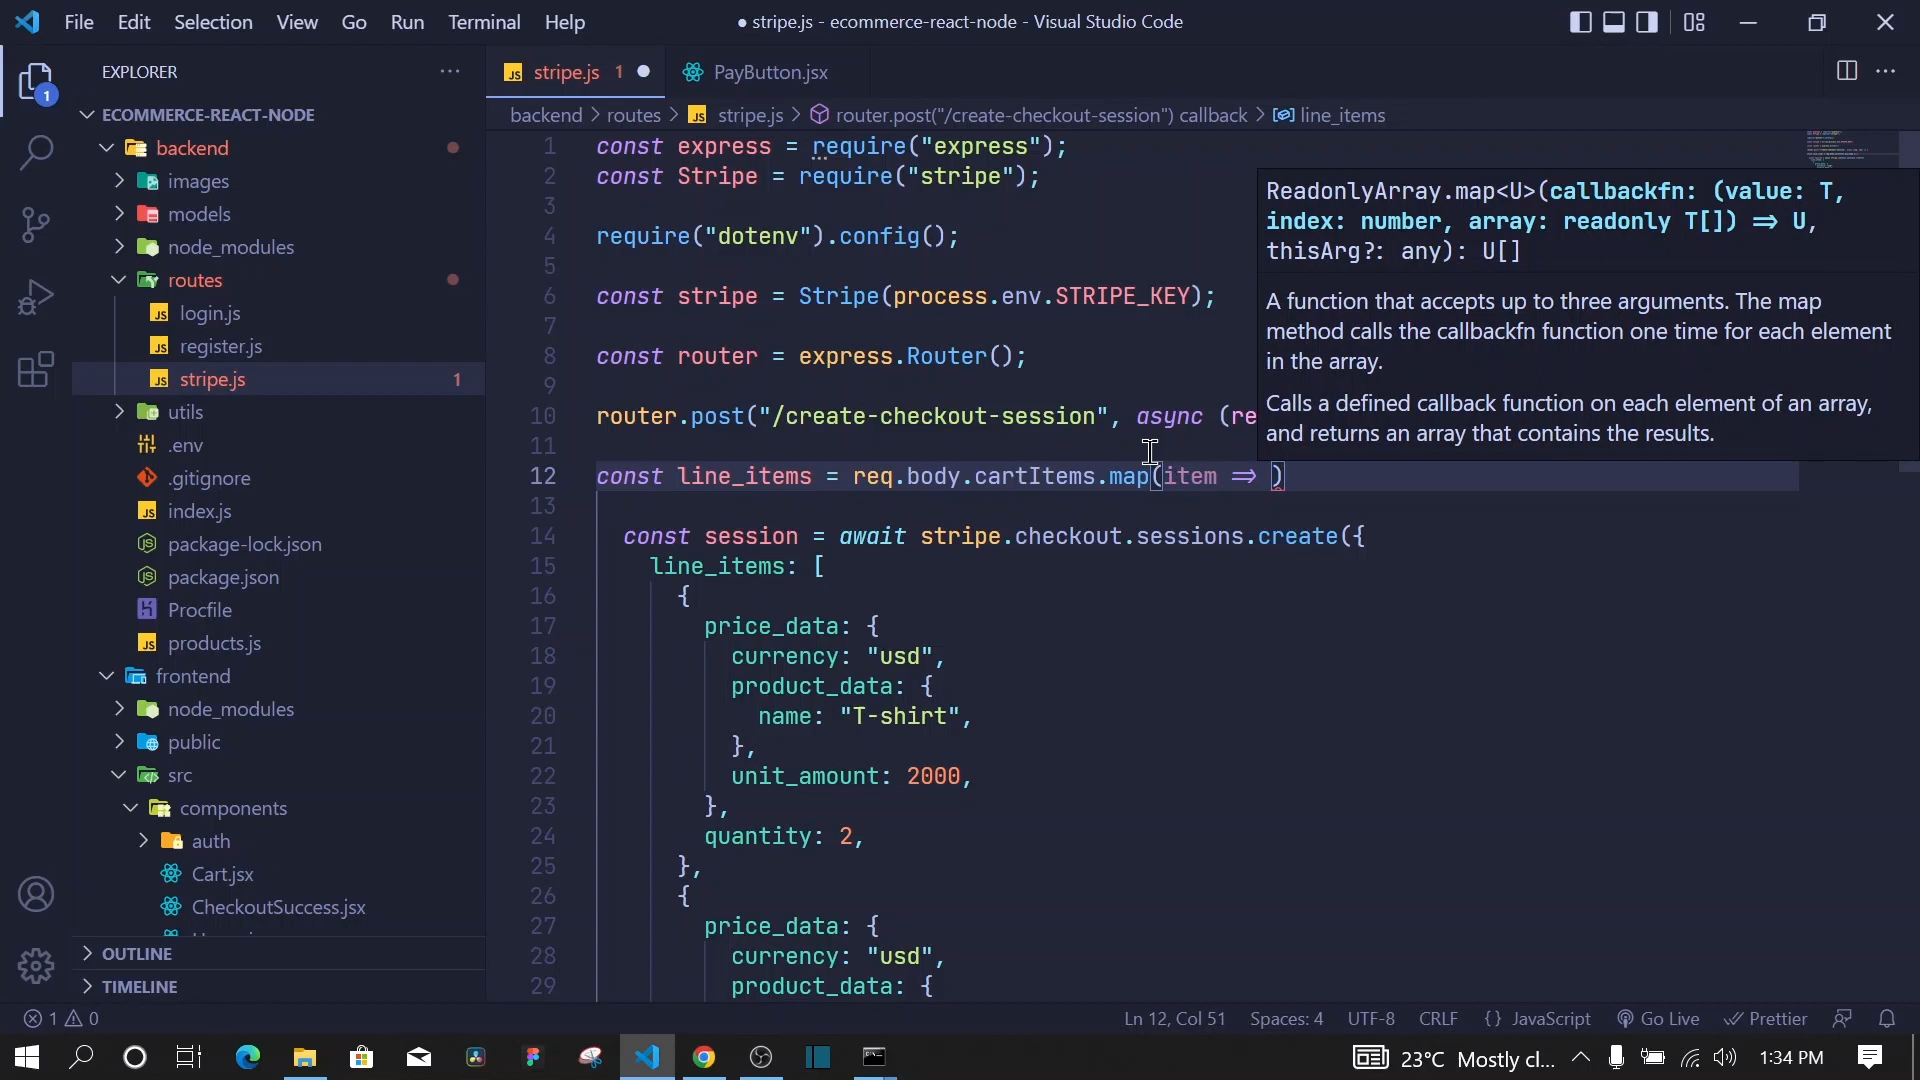 File Edit Selection View Go Run Terminal Help
● stripe.js - ecommerce-react-node - Visual Studio Code
EXPLORER
1
ECOMMERCE-REACT-NODE
backend
images
models
node_modules
routes
login.js
register.js
stripe.js 1
utils
.env
.gitignore
index.js
package-lock.json
package.json
Procfile
products.js
frontend
node_modules
public
src
components
auth
Cart.jsx
CheckoutSuccess.jsx
OUTLINE
TIMELINE
stripe.js 1 ● PayButton.jsx
backend > routes > stripe.js > router.post("/create-checkout-session") callback > line_items
1 const express = require("express");
2 const Stripe = require("stripe");
3
4 require("dotenv").config();
5
6 const stripe = Stripe(process.env.STRIPE_KEY);
7
8 const router = express.Router();
9
10 router.post("/create-checkout-session", async (re
11
12 const line_items = req.body.cartItems.map(item => )
13
14 const session = await stripe.checkout.sessions.create({
15 line_items: [
16 {
17 price_data: {
18 currency: "usd",
19 product_data: {
20 name: "T-shirt",
21 },
22 unit_amount: 2000,
23 },
24 quantity: 2,
25 },
26 {
27 price_data: {
28 currency: "usd",
29 product_data: {
ReadonlyArray.map<U>(callbackfn: (value: T,
index: number, array: readonly T[]) => U,
thisArg?: any): U[]
A function that accepts up to three arguments. The map
method calls the callbackfn function one time for each element
in the array.
Calls a defined callback function on each element of an array,
and returns an array that contains the results.
1 0 Ln 12, Col 51 Spaces: 4 UTF-8 CRLF {} JavaScript Go Live Prettier
23°C Mostly cl... 1:34 PM